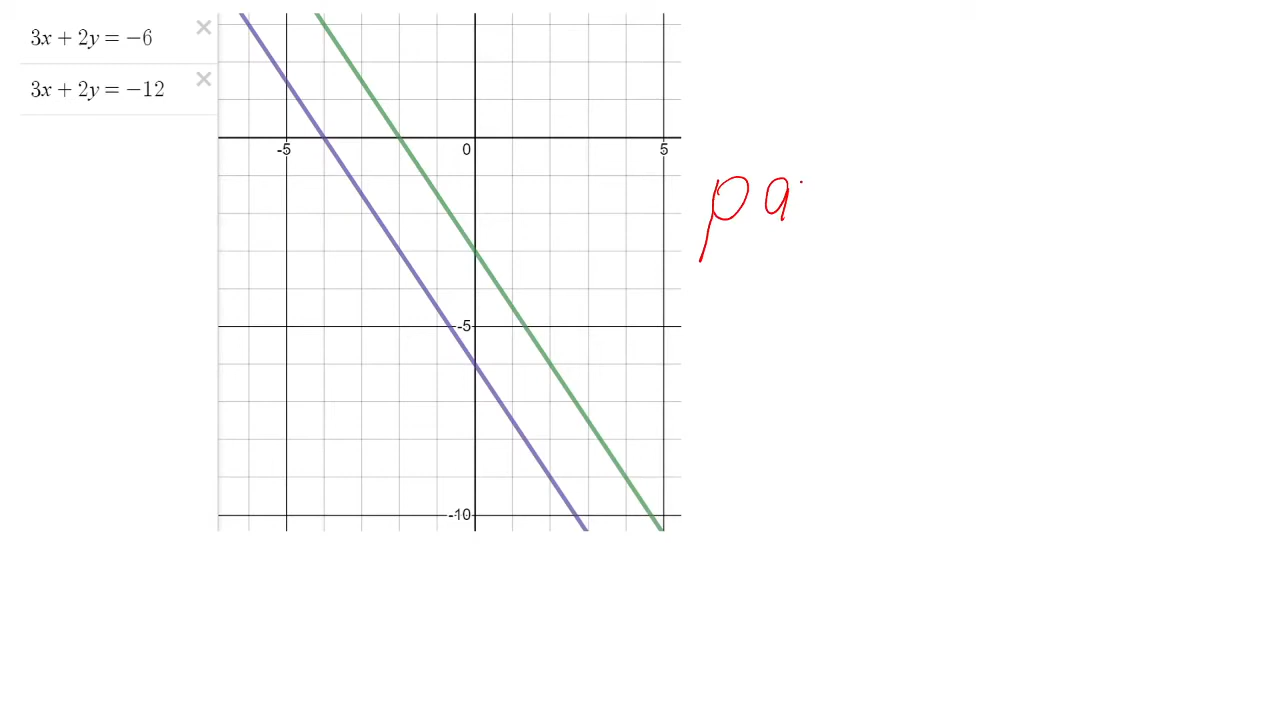 3x + 2y = −6
3x + 2y = −12
-5
0
5
-5
-10
pa